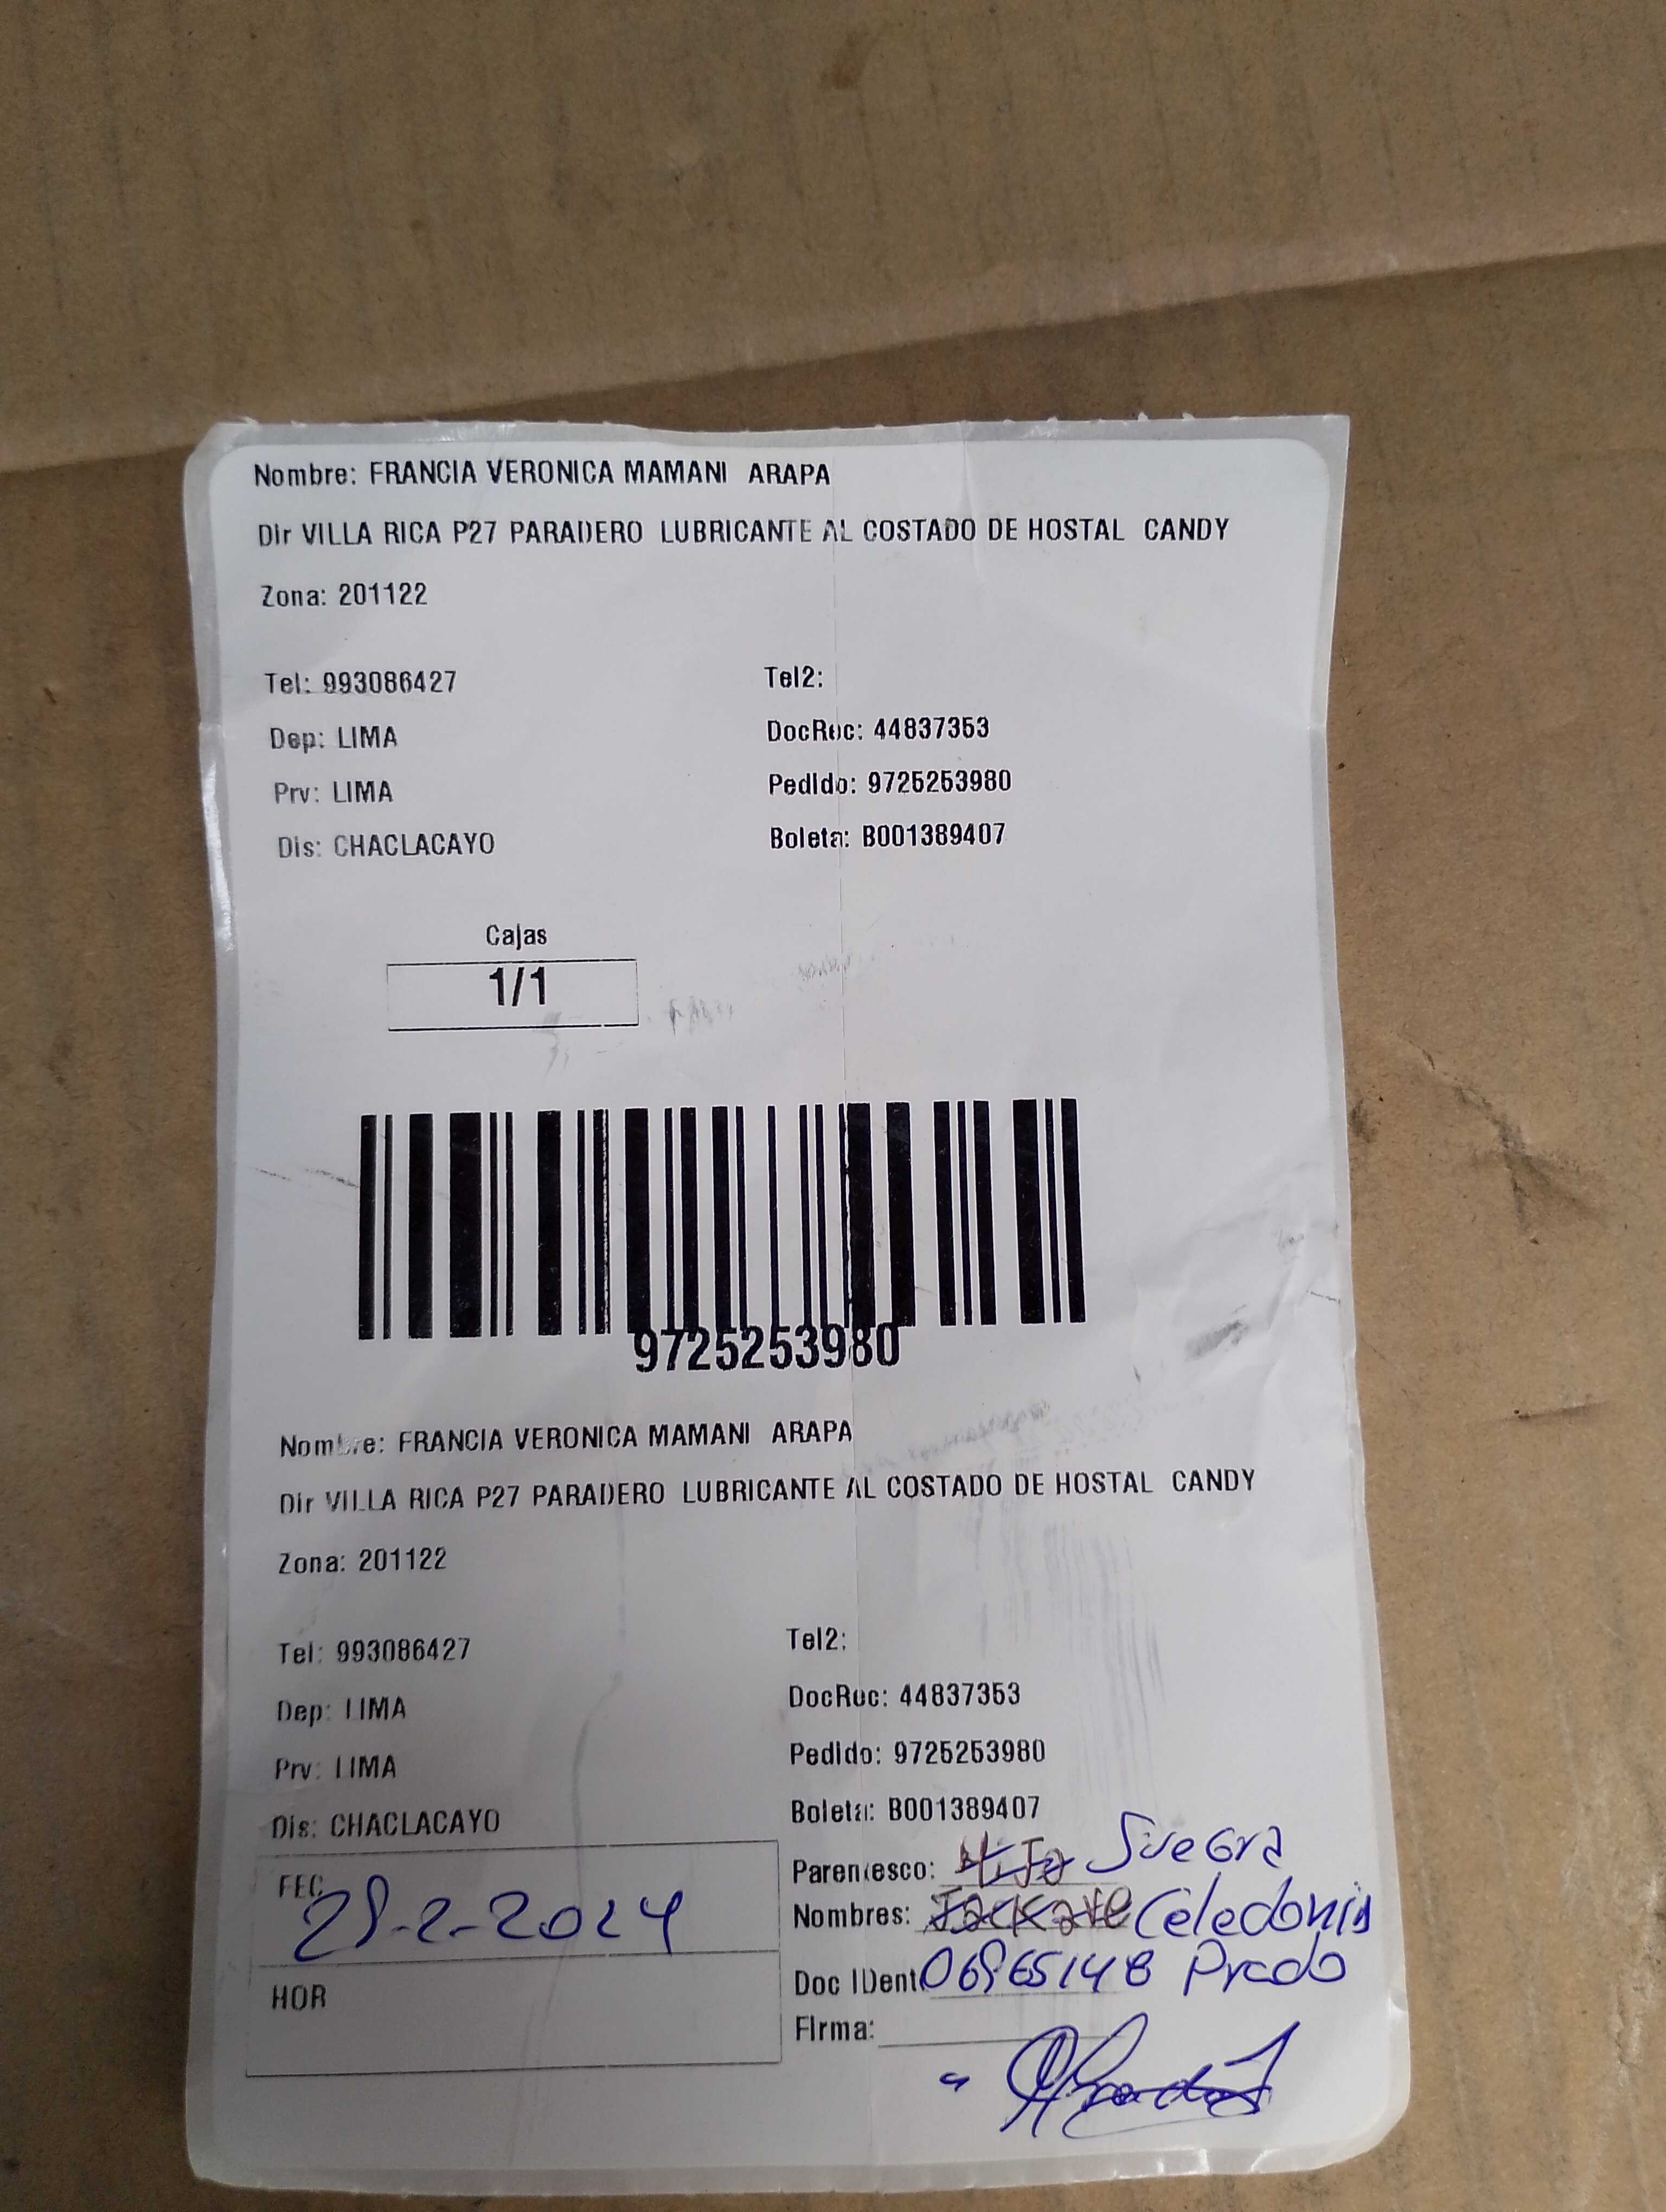 Nombre: FRANCIA VERONICA MAMANI ARAPA
Dir VILLA RICA P27 PARADERO LUBRICANTE AL COSTADO DE HOSTAL CANDY
Zona: 201122
Tel: 993086427 Tel2:
Dep: LIMA DocRec: 44837353
Prv: LIMA Pedido: 9725253980
Dis: CHACLACAYO Boleta: B001389407
Cajas
1/1
9725253980
Nombre: FRANCIA VERONICA MAMANI ARAPA
Dir VILLA RICA P27 PARADERO LUBRICANTE AL COSTADO DE HOSTAL CANDY
Zona: 201122
Tel: 993086427 Tel2:
Dep: LIMA DocRec: 44837353
Prv: LIMA Pedido: 9725253980
Dis: CHACLACAYO Boleta: B001389407
FEC
Parentesco: Suegra
Nombres: Celedonia
Doc IDent Prado
HOR
Firma: